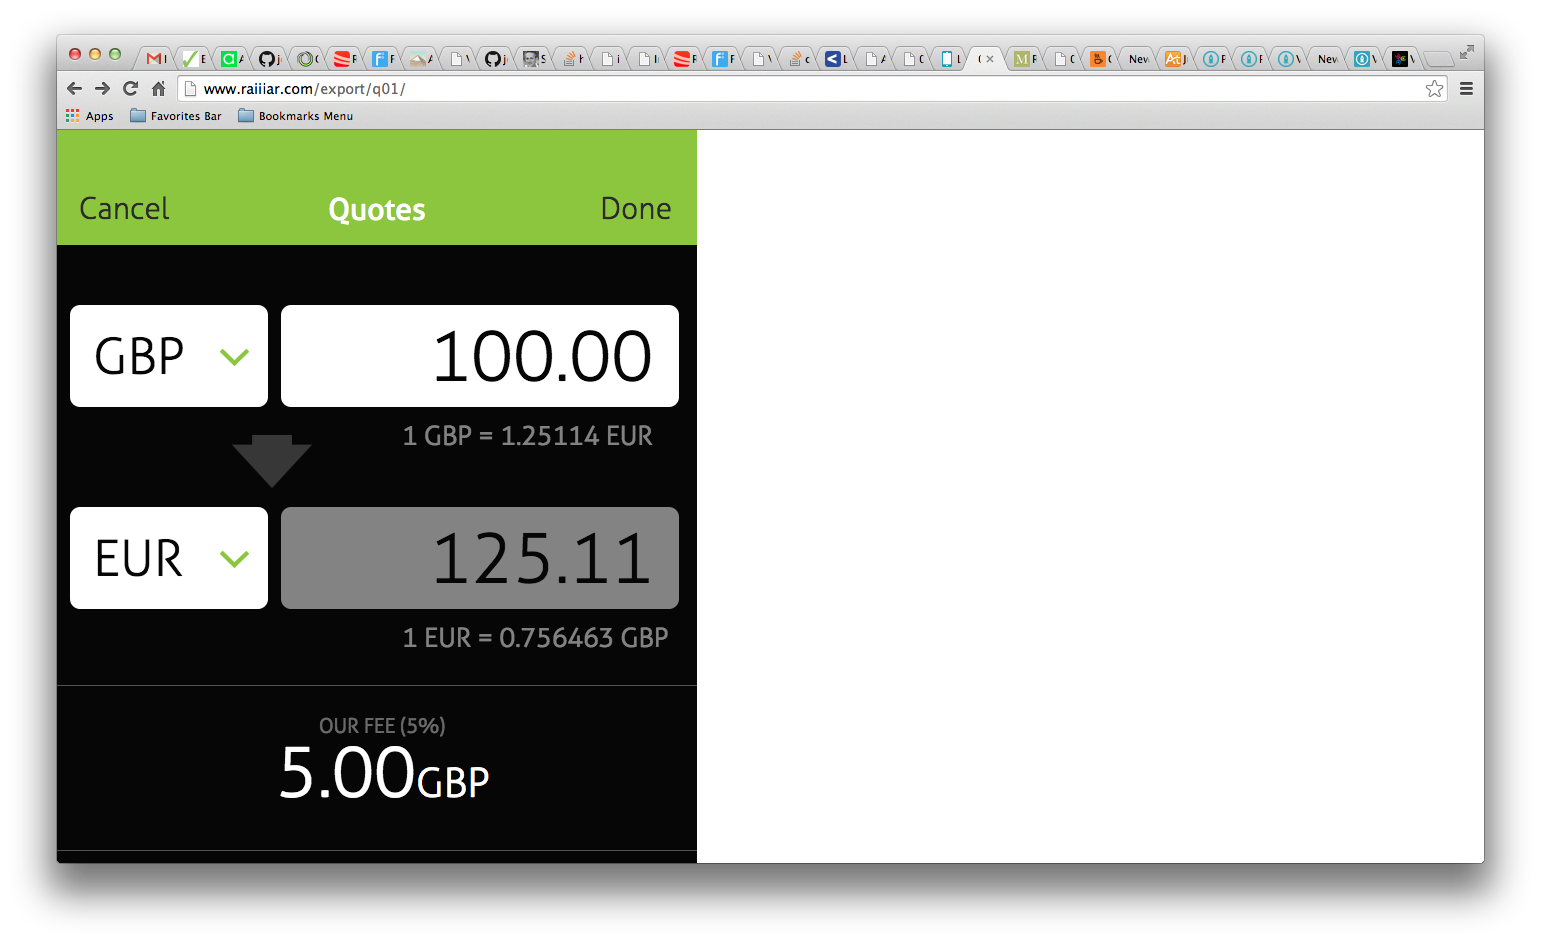 www.raiiiar.com/export/q01/
Apps Favorites Bar Bookmarks Menu
Cancel Quotes Done
GBP 100.00
1 GBP = 1.25114 EUR
EUR 125.11
1 EUR = 0.756463 GBP
OUR FEE (5%)
5.00GBP